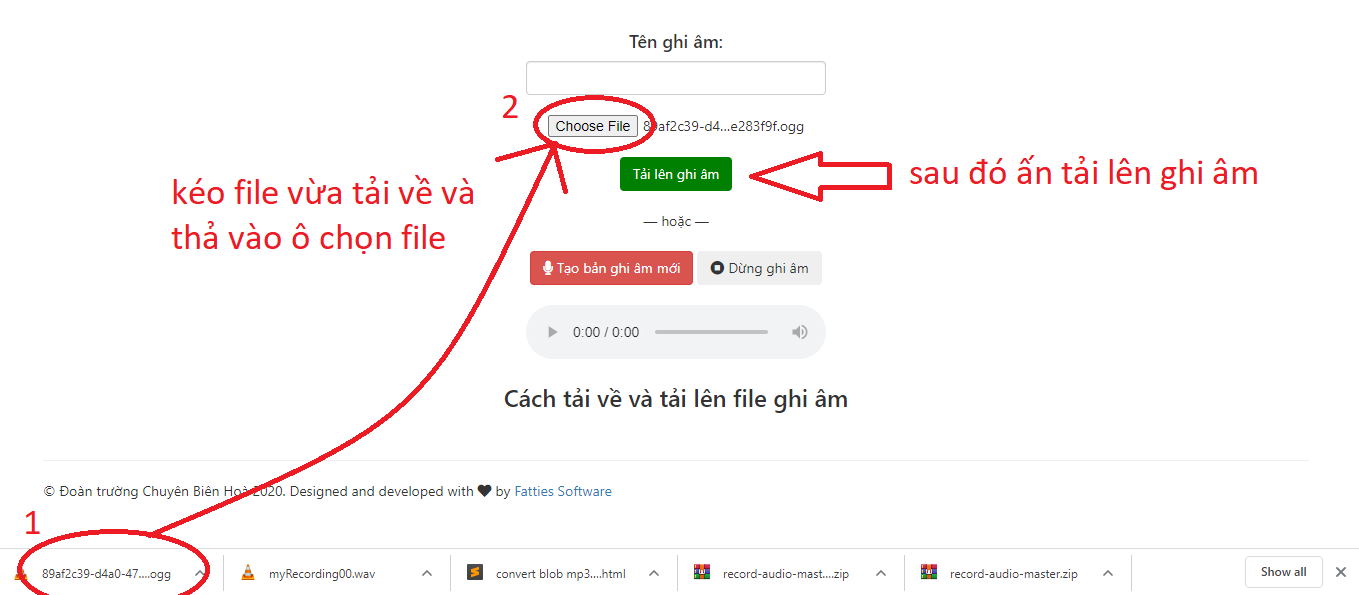 Tên ghi âm:
2
Choose File 89af2c39-d4...e283f9f.ogg
Tải lên ghi âm
sau đó ấn tải lên ghi âm
kéo file vừa tải về và
thả vào ô chọn file
— hoặc —
Tạo bản ghi âm mới
Dừng ghi âm
0:00 / 0:00
Cách tải về và tải lên file ghi âm
© Đoàn trường Chuyên Biên Hoà 2020. Designed and developed with ♥ by Fatties Software
1
89af2c39-d4a0-47....ogg
myRecording00.wav
convert blob mp3....html
record-audio-mast....zip
record-audio-master.zip
Show all